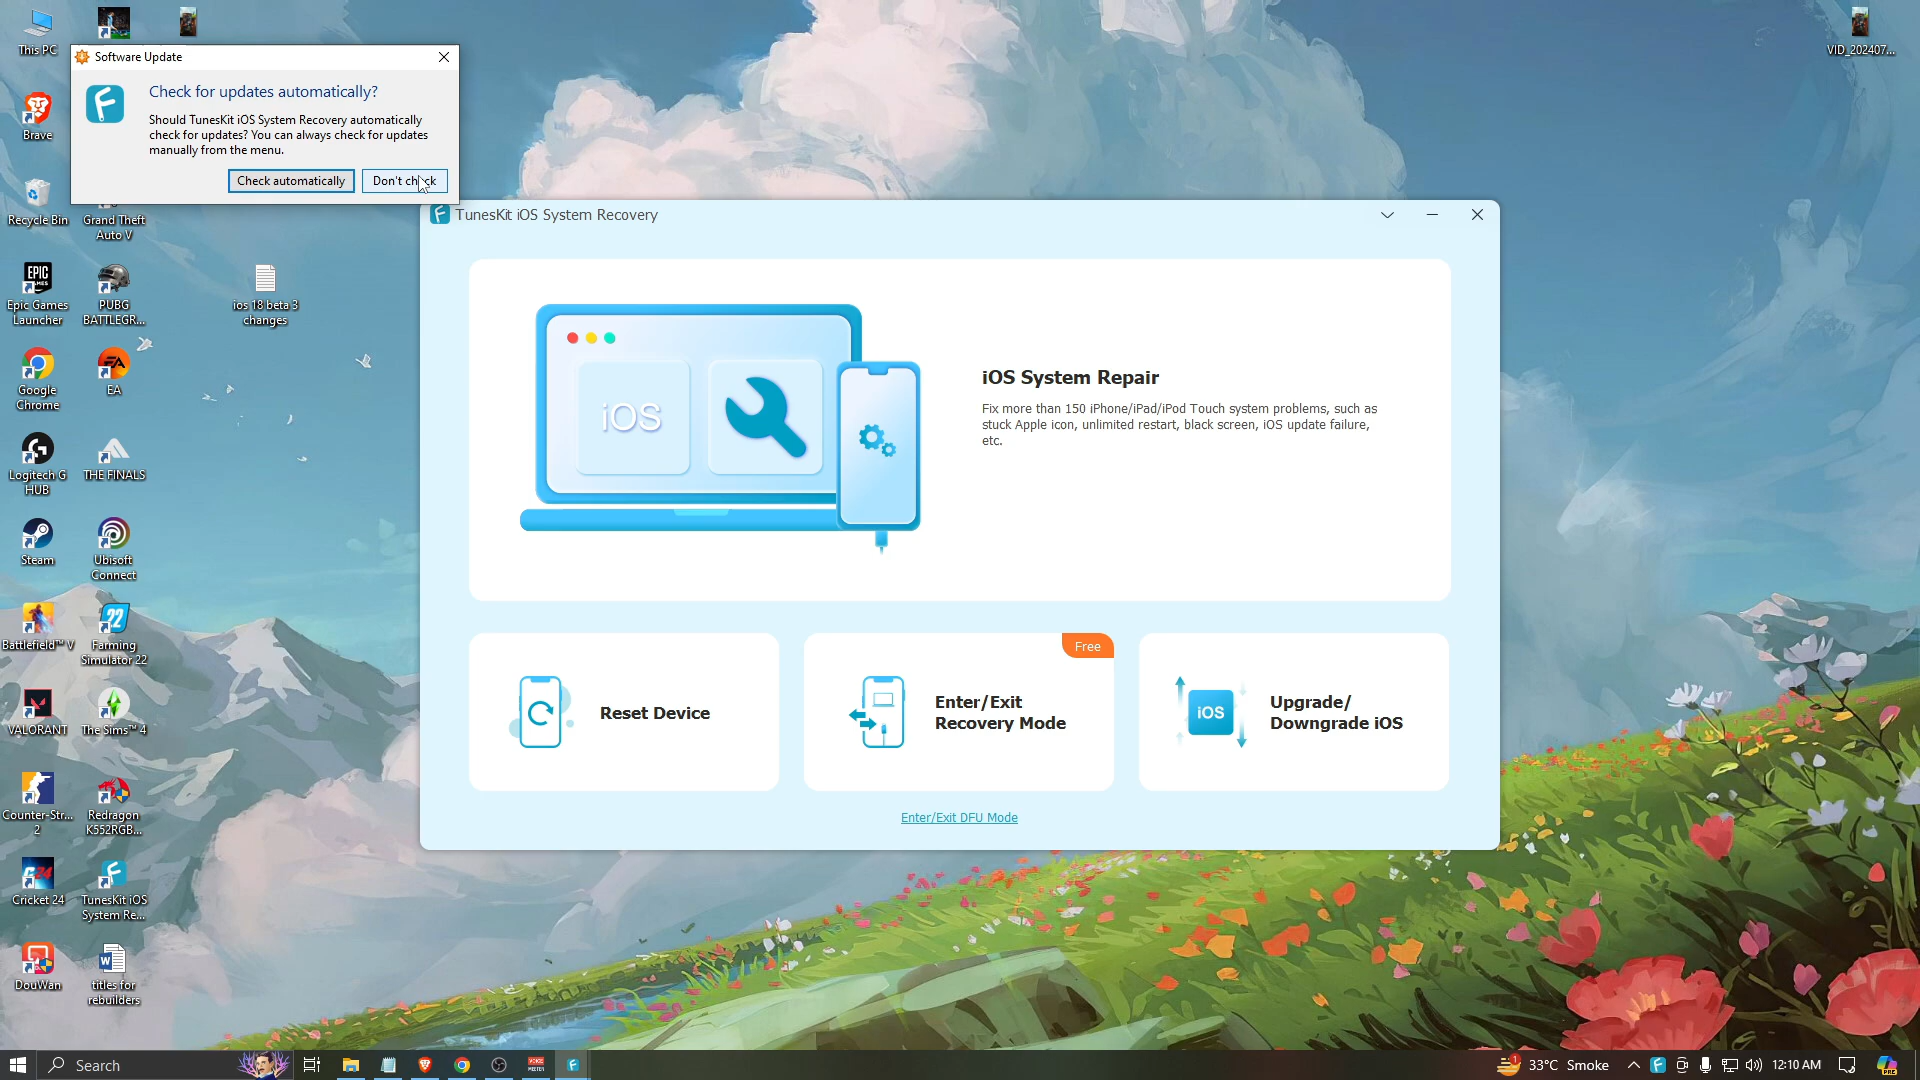 This PC
VID_202407...
Software Update
Check for updates automatically?
Should TunesKit iOS System Recovery automatically
check for updates? You can always check for updates
manually from the menu.
Check automatically
Brave
Recycle Bin
Grand Theft
Auto V
Epic Games
Launcher
PUBG
BATTLEGR...
ios 18 beta 3
changes
Google
Chrome
EA
Logitech G
HUB
THE FINALS
Steam
Ubisoft
Connect
Battlefield™ V
Farming
Simulator 22
VALORANT
The Sims™ 4
Counter-Str...
2
Redragon
K552RGB...
Cricket 24
TunesKit iOS
System Re...
DouWan
titles for
rebuilders
TunesKit iOS System Recovery
iOS
iOS System Repair
Fix more than 150 iPhone/iPad/iPod Touch system problems, such as
stuck Apple icon, unlimited restart, black screen, iOS update failure,
etc.
Reset Device
Free
Enter/Exit
Recovery Mode
iOS
Upgrade/
Downgrade iOS
Enter/Exit DFU Mode
Search
33°C Smoke
12:10 AM